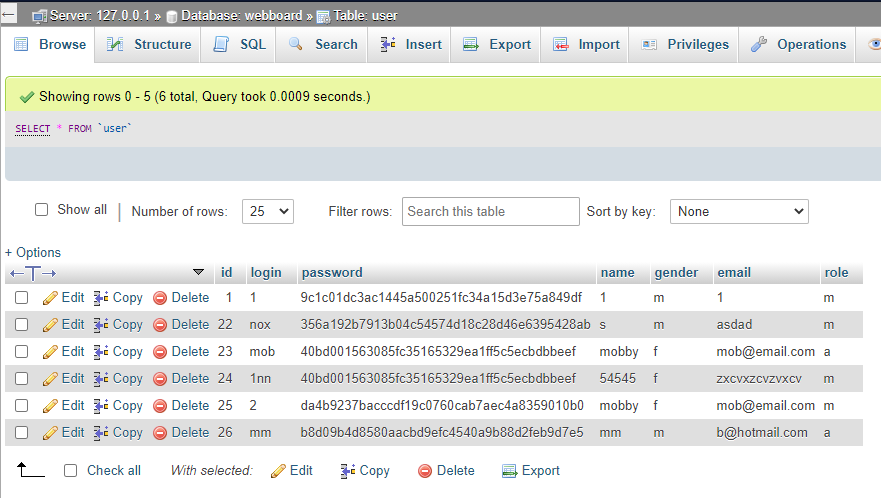 Server: 127.0.0.1 » Database: webboard » Table: user
Browse Structure SQL Search Insert Export Import Privileges Operations
Showing rows 0 - 5 (6 total, Query took 0.0009 seconds.)
SELECT * FROM `user`
Show all | Number of rows: 25 Filter rows: Search this table Sort by key: None
+ Options
←T→ id login password name gender email role
Edit Copy Delete 1 1 9c1c01dc3ac1445a500251fc34a15d3e75a849df 1 m 1 m
Edit Copy Delete 22 nox 356a192b7913b04c54574d18c28d46e6395428ab s m asdad m
Edit Copy Delete 23 mob 40bd001563085fc35165329ea1ff5c5ecbdbbeef mobby f mob@email.com a
Edit Copy Delete 24 1nn 40bd001563085fc35165329ea1ff5c5ecbdbbeef 54545 f zxcvxzcvzvxcv m
Edit Copy Delete 25 2 da4b9237bacccdf19c0760cab7aec4a8359010b0 mobby f mob@email.com m
Edit Copy Delete 26 mm b8d09b4d8580aacbd9efc4540a9b88d2feb9d7e5 mm m b@hotmail.com a
Check all With selected: Edit Copy Delete Export